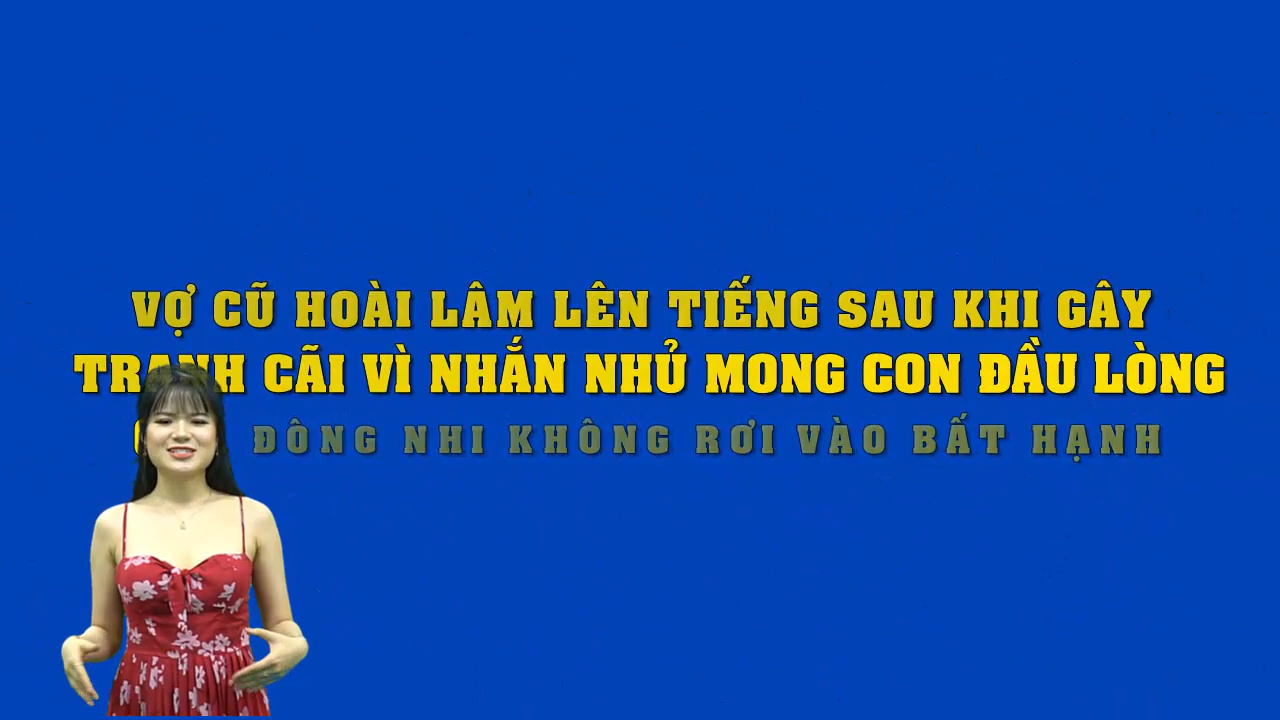 VỢ CŨ HOÀI LÂM LÊN TIẾNG SAU KHI GÂY
TRANH CÃI VÌ NHẮN NHỦ MONG CON ĐẦU LÒNG
ĐÔNG NHI KHÔNG RƠI VÀO BẤT HẠNH